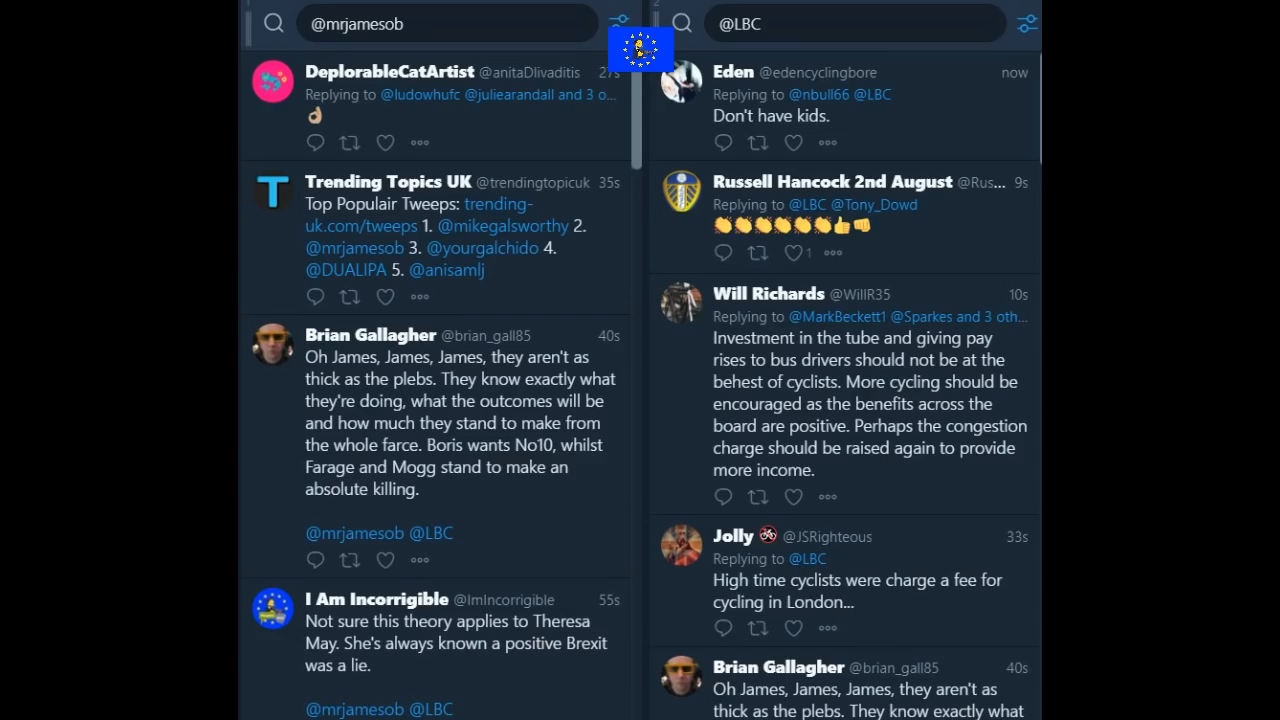 1
@mrjamesob
DeplorableCatArtist @anitaDlivaditis 27s
Replying to @ludowhufc @juliearandall and 3 o...
👌🏼
Trending Topics UK @trendingtopicuk 35s
Top Populair Tweeps: trending-
uk.com/tweeps 1. @mikegalsworthy 2.
@mrjamesob 3. @yourgalchido 4.
@DUALIPA 5. @anisamlj
Brian Gallagher @brian_gall85 40s
Oh James, James, James, they aren't as
thick as the plebs. They know exactly what
they're doing, what the outcomes will be
and how much they stand to make from
the whole farce. Boris wants No10, whilst
Farage and Mogg stand to make an
absolute killing.
@mrjamesob @LBC
I Am Incorrigible @ImIncorrigible 55s
Not sure this theory applies to Theresa
May. She's always known a positive Brexit
was a lie.
@mrjamesob @LBC
2
@LBC
Eden @edencyclingbore now
Replying to @nbull66 @LBC
Don't have kids.
Russell Hancock 2nd August @Rus... 9s
Replying to @LBC @Tony_Dowd
👏👏👏👏👏👏👍👊
1
Will Richards @WillR35 10s
Replying to @MarkBeckett1 @Sparkes and 3 oth...
Investment in the tube and giving pay
rises to bus drivers should not be at the
behest of cyclists. More cycling should be
encouraged as the benefits across the
board are positive. Perhaps the congestion
charge should be raised again to provide
more income.
Jolly 🚳 @JSRighteous 33s
Replying to @LBC
High time cyclists were charge a fee for
cycling in London...
Brian Gallagher @brian_gall85 40s
Oh James, James, James, they aren't as
thick as the plebs. They know exactly what